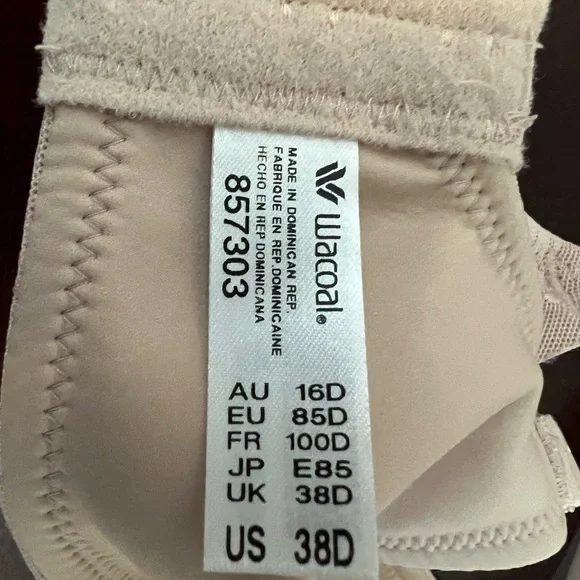 Wacoal®
MADE IN DOMINICAN REP.
FABRIQUE EN REP.DOMINICAINE
HECHO EN REP DOMINICANA
857303
AU 16D
EU 85D
FR 100D
JP E85
UK 38D
US 38D